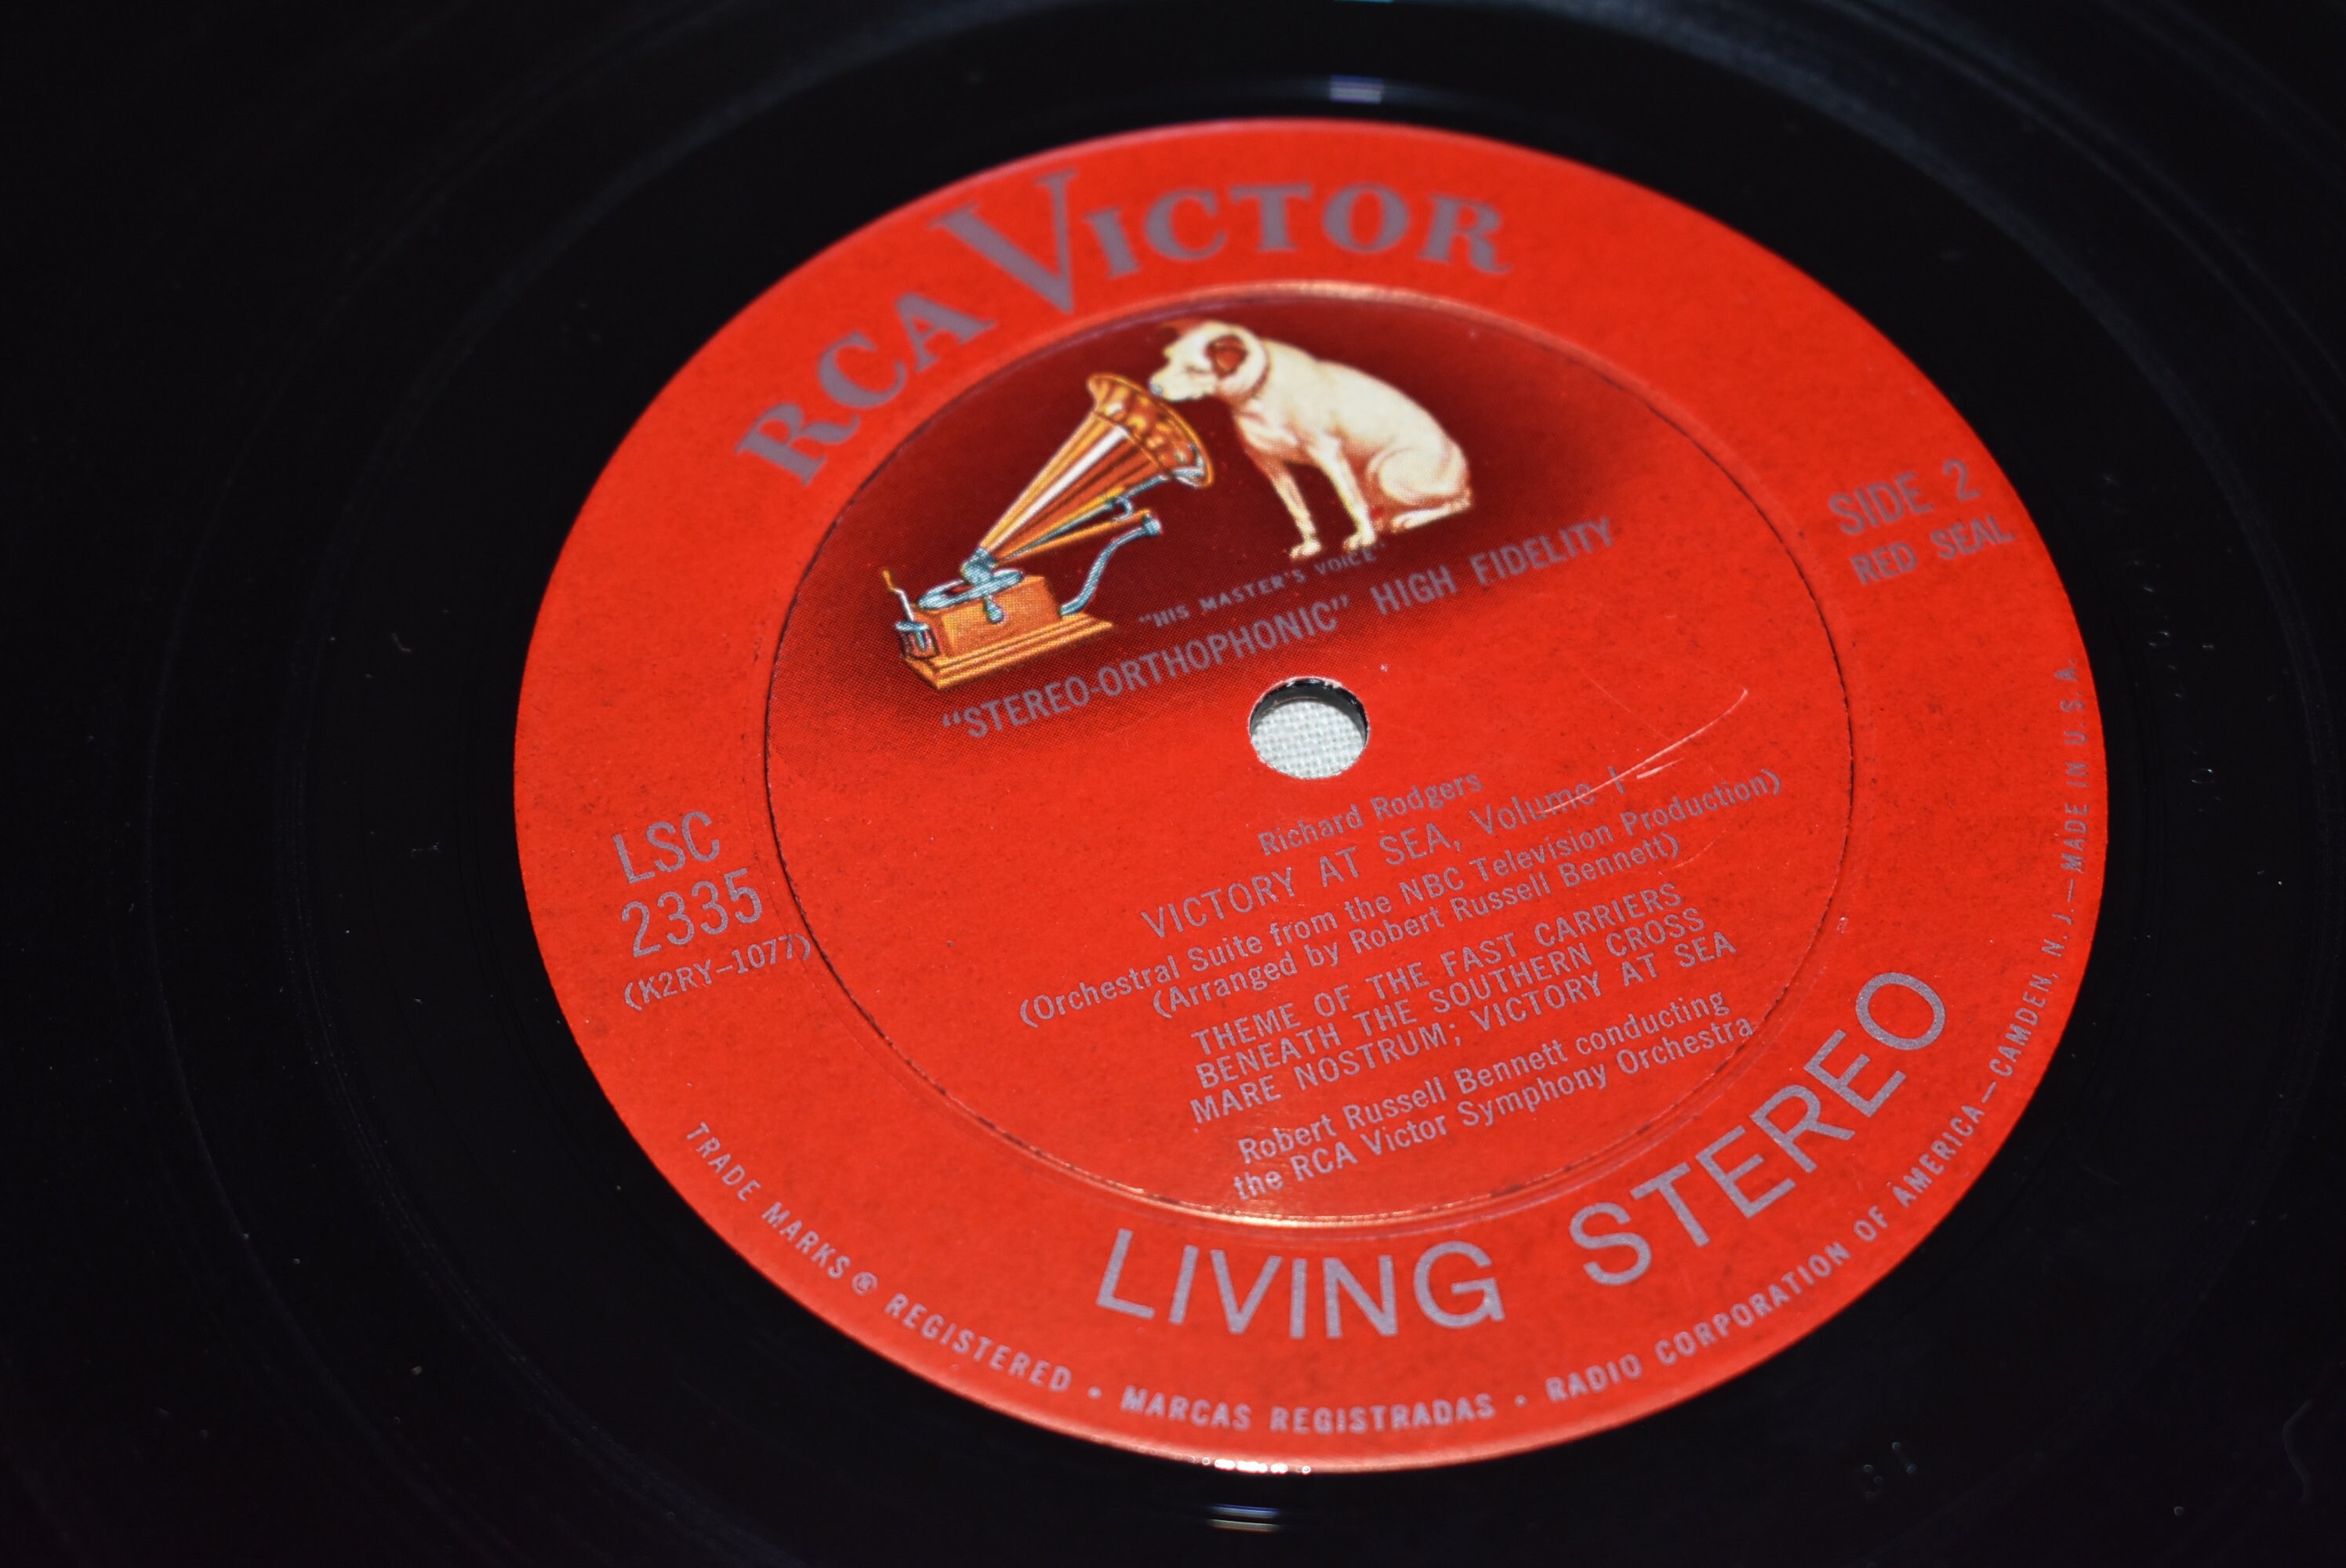 RCA VICTOR
"HIS MASTER'S VOICE"
"STEREO-ORTHOPHONIC" HIGH FIDELITY
SIDE 2
RED SEAL
LSC
2335
(K2RY-1077)
Richard Rodgers
VICTORY AT SEA, Volume I
(Orchestral Suite from the NBC Television Production)
(Arranged by Robert Russell Bennett)
THEME OF THE FAST CARRIERS
BENEATH THE SOUTHERN CROSS
MARE NOSTRUM; VICTORY AT SEA
Robert Russell Bennett conducting
the RCA Victor Symphony Orchestra
LIVING STEREO
TRADE MARKS ® REGISTERED • MARCAS REGISTRADAS • RADIO CORPORATION OF AMERICA—CAMDEN, N. J.—MADE IN U. S. A.